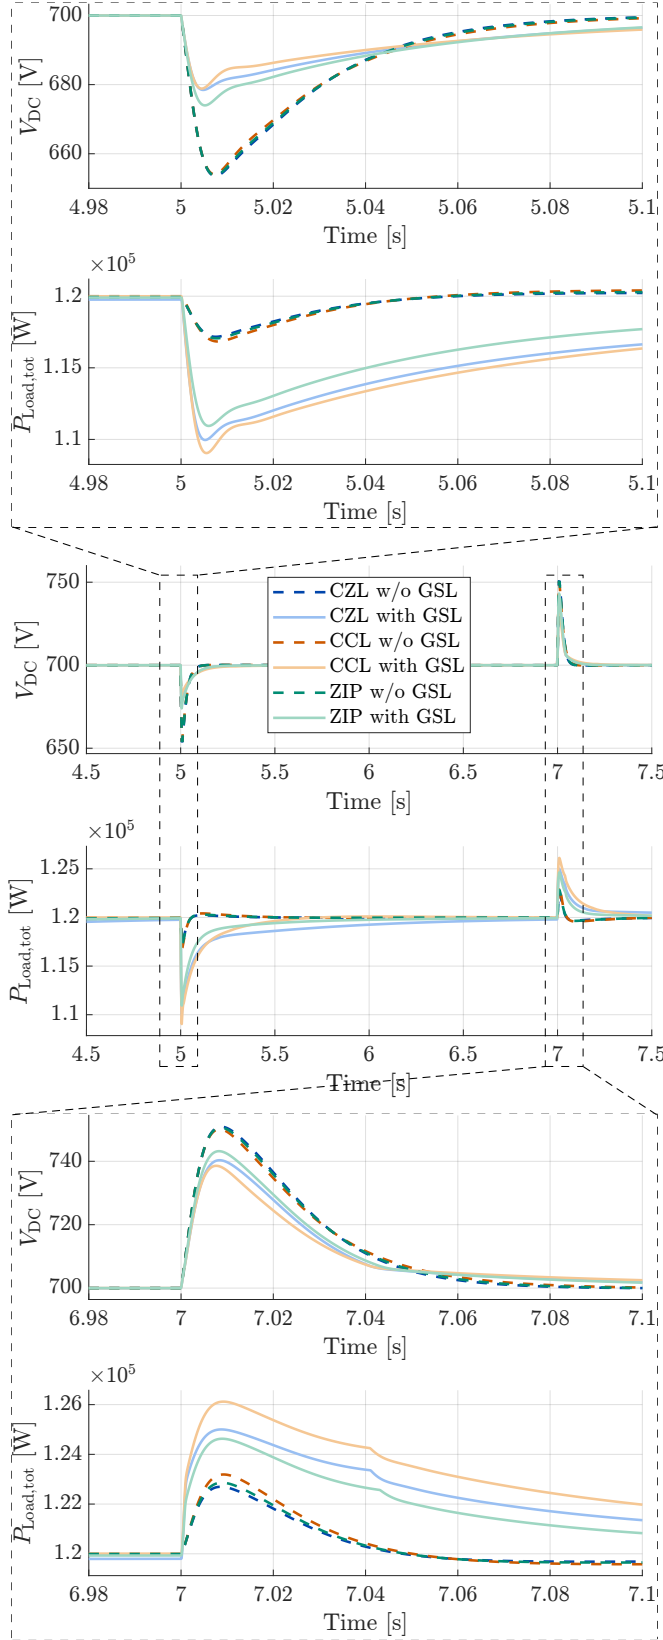 700
680
660
V_DC [V]
4.98 5 5.02 5.04 5.06 5.08 5.1
Time [s]
×10^5
1.2
1.15
1.1
P_Load,tot [W]
4.98 5 5.02 5.04 5.06 5.08 5.1
Time [s]
750
700
650
V_DC [V]
CZL w/o GSL
CZL with GSL
CCL w/o GSL
CCL with GSL
ZIP w/o GSL
ZIP with GSL
4.5 5 5.5 6 6.5 7 7.5
Time [s]
×10^5
1.25
1.2
1.15
1.1
P_Load,tot [W]
4.5 5 5.5 6 6.5 7 7.5
Time [s]
740
720
700
V_DC [V]
6.98 7 7.02 7.04 7.06 7.08 7.1
Time [s]
×10^5
1.26
1.24
1.22
1.2
P_Load,tot [W]
6.98 7 7.02 7.04 7.06 7.08 7.1
Time [s]